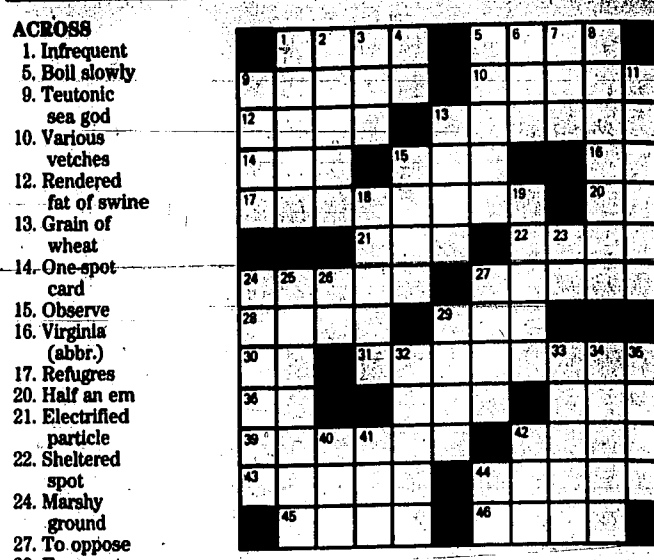 ACROSS
1. Infrequent
5. Boil slowly
9. Teutonic
sea god
10. Various
vetches
12. Rendered
fat of swine
13. Grain of
wheat
14. One-spot
card
15. Observe
16. Virginia
(abbr.)
17. Refugres
20. Half an em
21. Electrified
particle
22. Sheltered
spot
24. Marshy
ground
27. To oppose
1 2 3 4 5 6 7 8
9 10 11
12 13
14 15 16
17 18 19 20
21 22 23
24 25 26 27
28 29
30 31 32 33 34 35
36
39 40 41 42
43 44
45 46